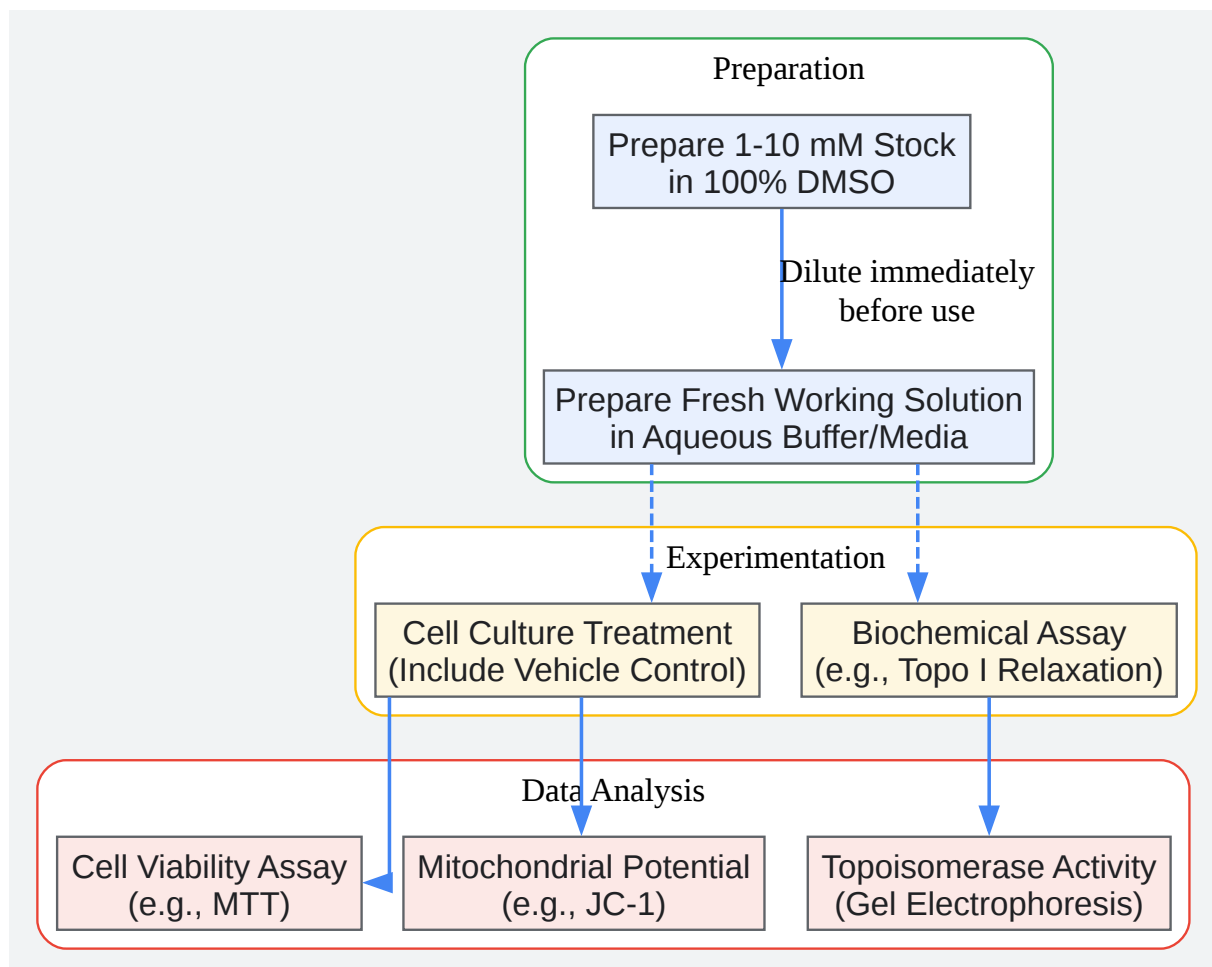 Preparation
Prepare 1-10 mM Stock
in 100% DMSO
Dilute immediately
before use
Prepare Fresh Working Solution
in Aqueous Buffer/Media
Experimentation
Cell Culture Treatment
(Include Vehicle Control)
Biochemical Assay
(e.g., Topo I Relaxation)
Data Analysis
Cell Viability Assay
(e.g., MTT)
Mitochondrial Potential
(e.g., JC-1)
Topoisomerase Activity
(Gel Electrophoresis)